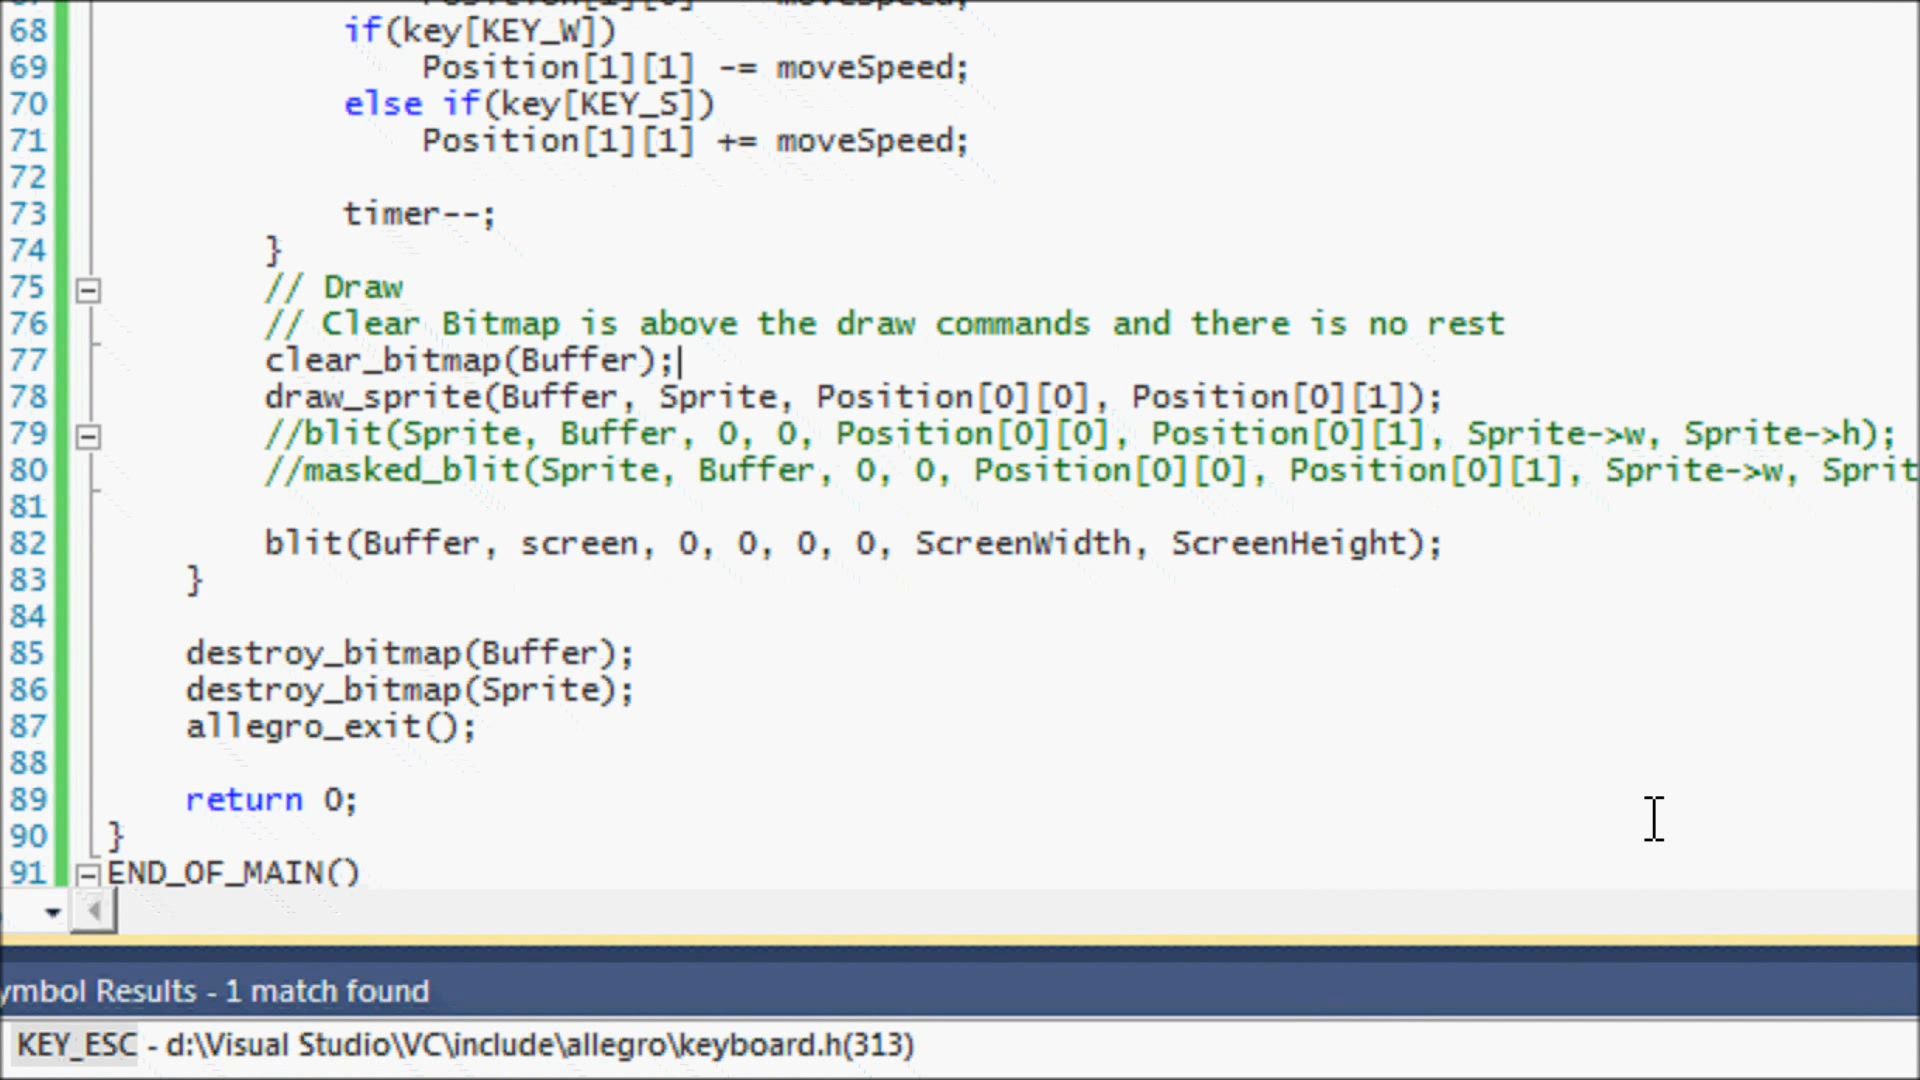 68 if(key[KEY_W])
69 Position[1][1] -= moveSpeed;
70 else if(key[KEY_S])
71 Position[1][1] += moveSpeed;
72
73 timer--;
74 }
75 // Draw
76 // Clear Bitmap is above the draw commands and there is no rest
77 clear_bitmap(Buffer);
78 draw_sprite(Buffer, Sprite, Position[0][0], Position[0][1]);
79 //blit(Sprite, Buffer, 0, 0, Position[0][0], Position[0][1], Sprite->w, Sprite->h);
80 //masked_blit(Sprite, Buffer, 0, 0, Position[0][0], Position[0][1], Sprite->w, Sprit
81
82 blit(Buffer, screen, 0, 0, 0, 0, ScreenWidth, ScreenHeight);
83 }
84
85 destroy_bitmap(Buffer);
86 destroy_bitmap(Sprite);
87 allegro_exit();
88
89 return 0;
90 }
91 END_OF_MAIN()
ymbol Results - 1 match found
KEY_ESC - d:\Visual Studio\VC\include\allegro\keyboard.h(313)